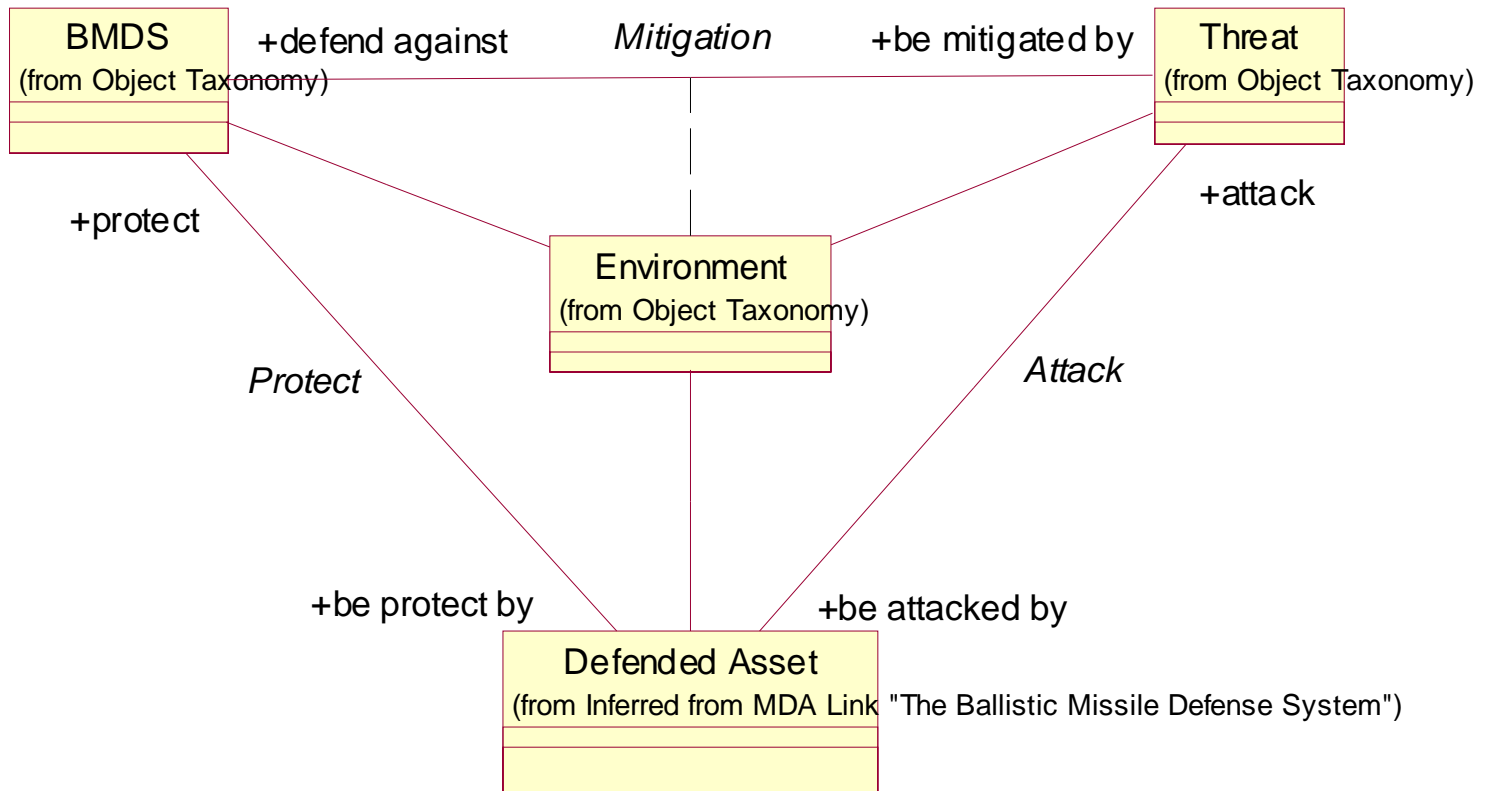 BMDS
(from Object Taxonomy)
+defend against
Mitigation
+be mitigated by
Threat
(from Object Taxonomy)
+protect
+attack
Environment
(from Object Taxonomy)
Protect
Attack
+be protect by
+be attacked by
Defended Asset
(from Inferred from MDA Link "The Ballistic Missile Defense System")